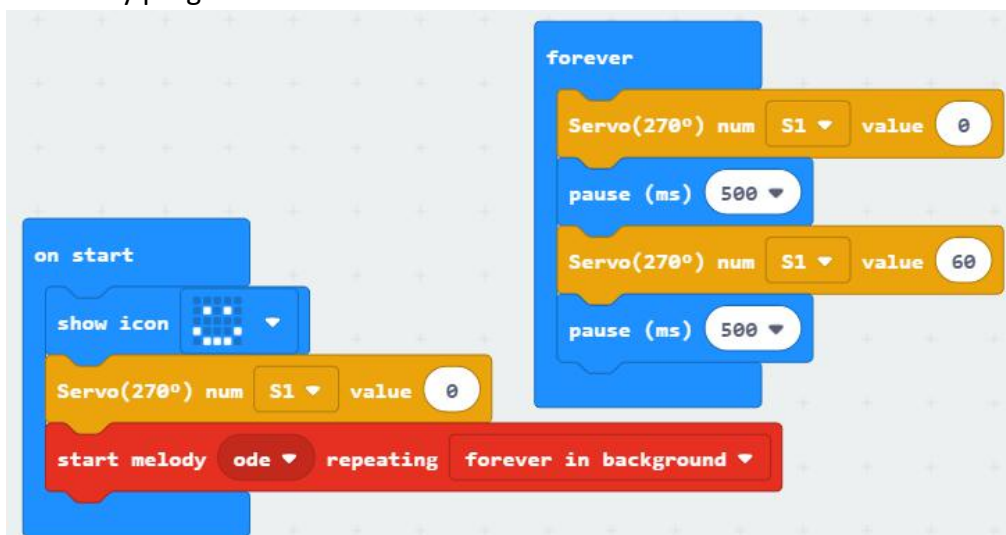 on start
show icon
Servo(270º) num S1 value 0
start melody ode repeating forever in background
forever
Servo(270º) num S1 value 0
pause (ms) 500
Servo(270º) num S1 value 60
pause (ms) 500